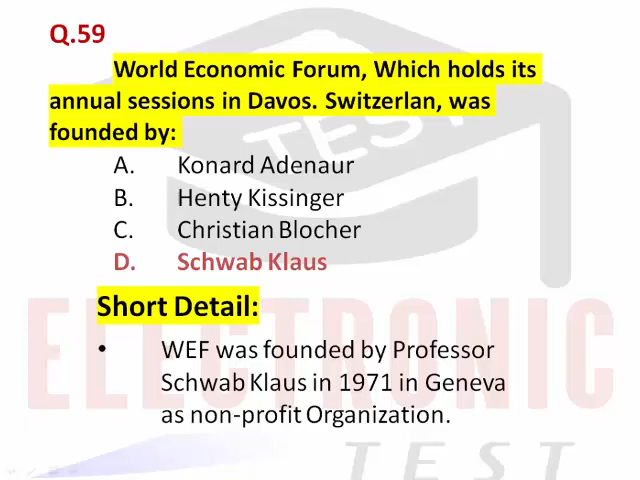 Q.59
World Economic Forum, Which holds its
annual sessions in Davos. Switzerlan, was
founded by:
A. Konard Adenaur
B. Henty Kissinger
C. Christian Blocher
D. Schwab Klaus
Short Detail:
• WEF was founded by Professor
Schwab Klaus in 1971 in Geneva
as non-profit Organization.
TEST
ELECTRONIC
TEST